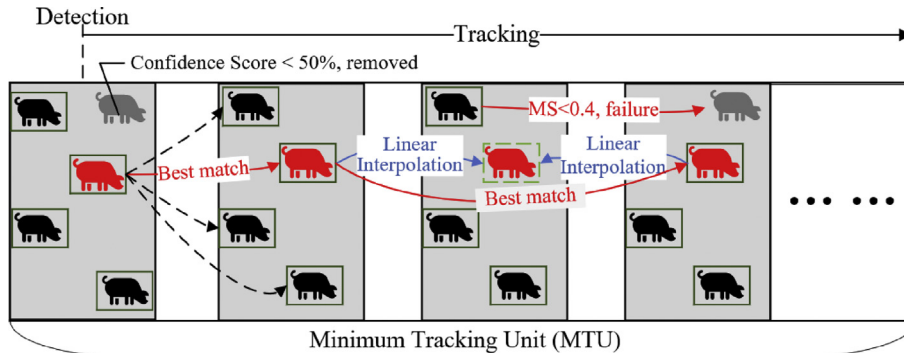 Detection
Tracking
Confidence Score < 50%, removed
MS<0.4, failure
Best match
Linear
Interpolation
Linear
Interpolation
Best match
Minimum Tracking Unit (MTU)